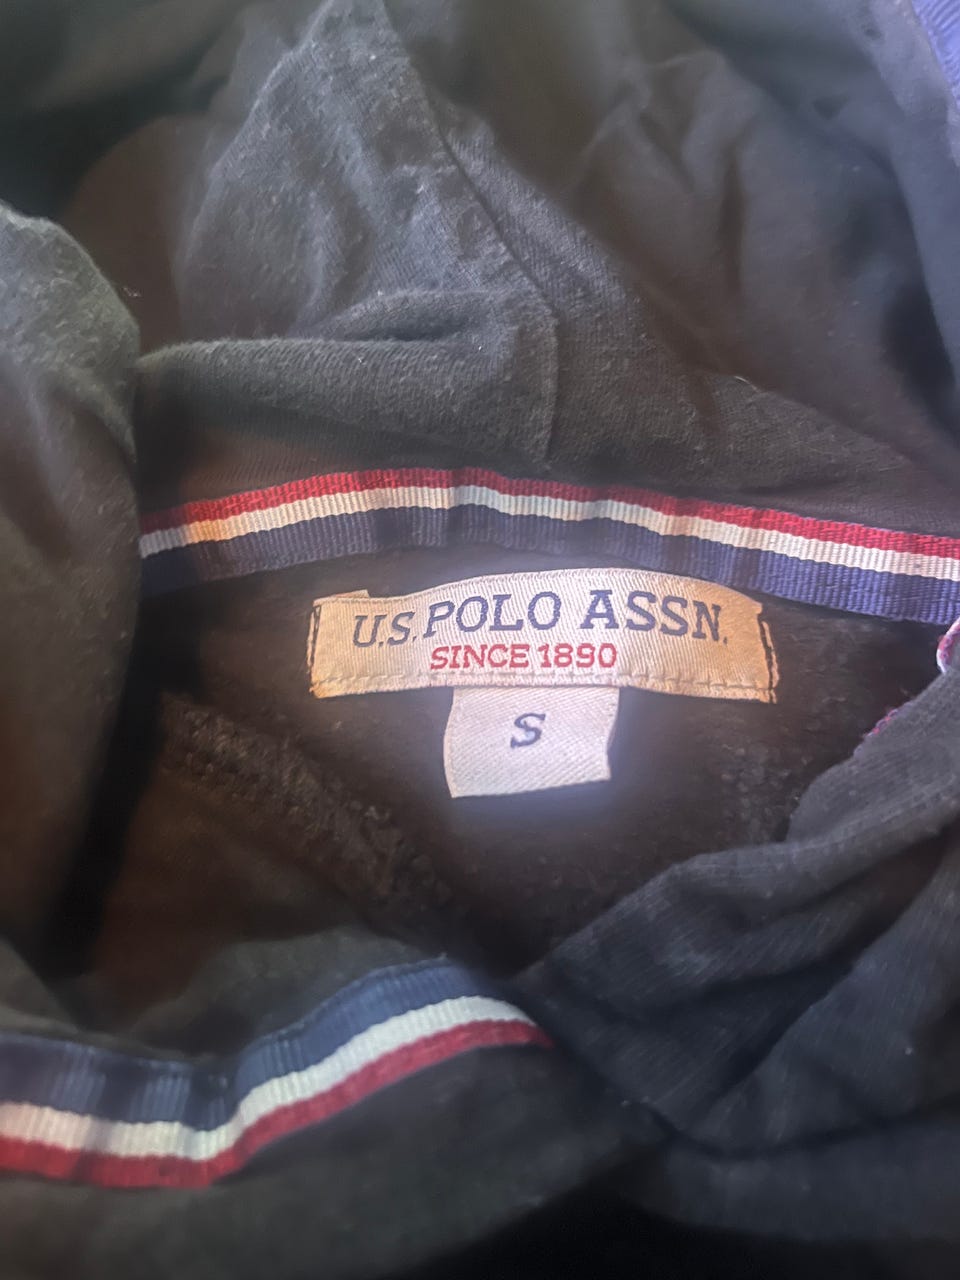 U.S. POLO ASSN.
SINCE 1890
S